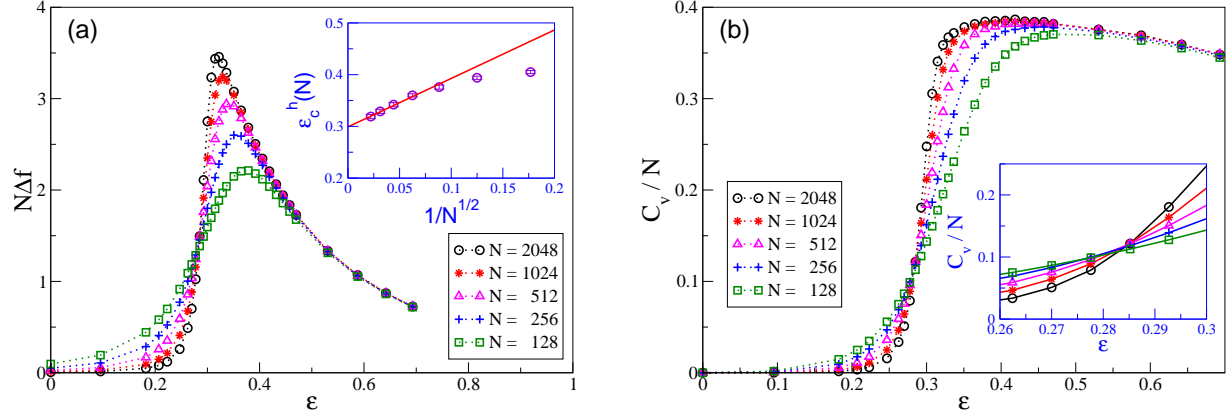 (a)
NΔf
4
3
2
1
0
0
0.2
0.4
0.6
0.8
1
ε
ε_c^h(N)
0.5
0.4
0.3
0.2
0
0.05
0.1
0.15
0.2
1/N^{1/2}
N = 2048
N = 1024
N = 512
N = 256
N = 128
(b)
C_v / N
0.4
0.3
0.2
0.1
0.0
0
0.1
0.2
0.3
0.4
0.5
0.6
ε
N = 2048
N = 1024
N = 512
N = 256
N = 128
C_v / N
0.2
0.1
0
0.26
0.27
0.28
0.29
0.3
ε